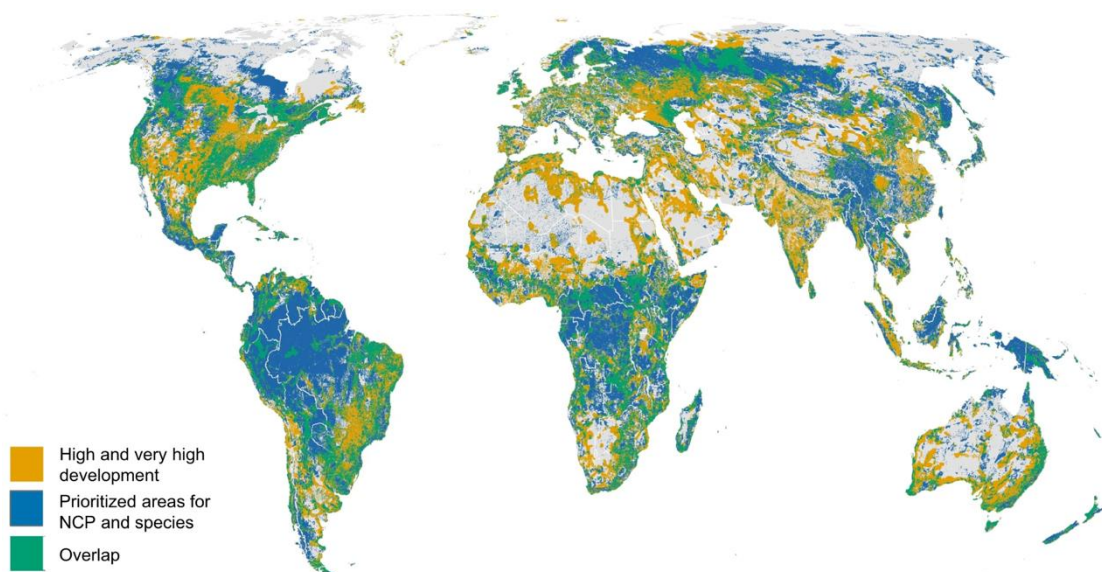 High and very high
development
Prioritized areas for
NCP and species
Overlap